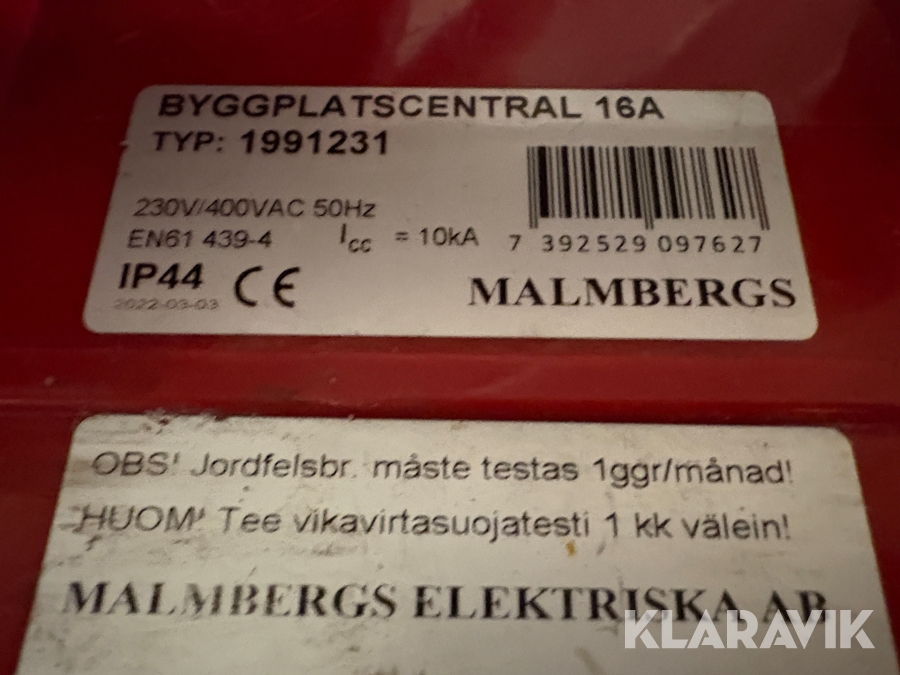 BYGGPLATSCENTRAL 16A
TYP: 1991231
230V/400VAC 50Hz
EN61 439-4 Icc = 10kA
7 392529 097627
IP44 CE
2022-03-03
MALMBERGS
OBS! Jordfelsbr. måste testas 1ggr/månad!
HUOM! Tee vikavirtasuojatesti 1 kk välein!
MALMBERGS ELEKTRISKA AB
KLARAVIK